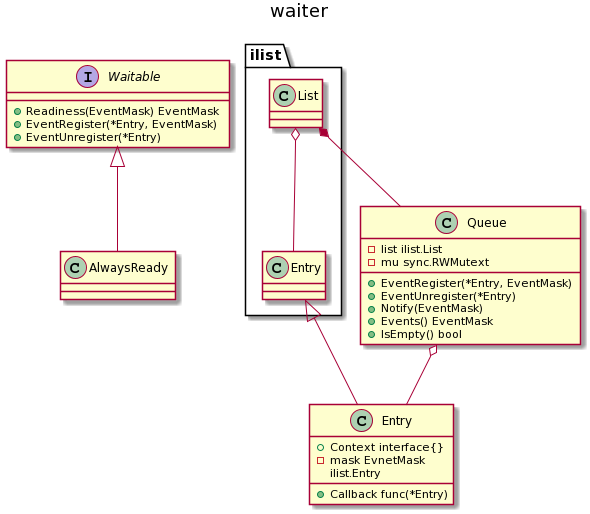 waiter
I Waitable
Readiness(EventMask) EventMask
EventRegister(*Entry, EventMask)
EventUnregister(*Entry)
ilist
C List
C AlwaysReady
C Entry
C Queue
list ilist.List
mu sync.RWMutext
EventRegister(*Entry, EventMask)
EventUnregister(*Entry)
Notify(EventMask)
Events() EventMask
IsEmpty() bool
C Entry
Context interface{}
mask EvnetMask
ilist.Entry
Callback func(*Entry)